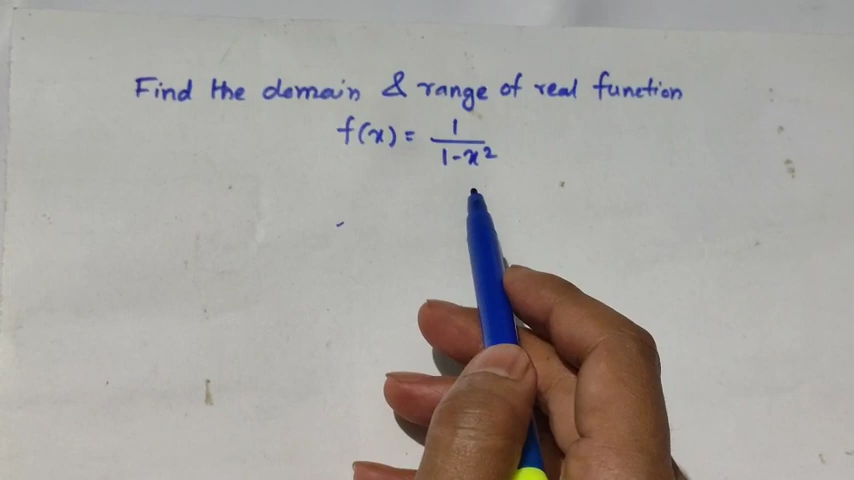 Find the domain & range of real function
f(x) = 1/(1-x²)